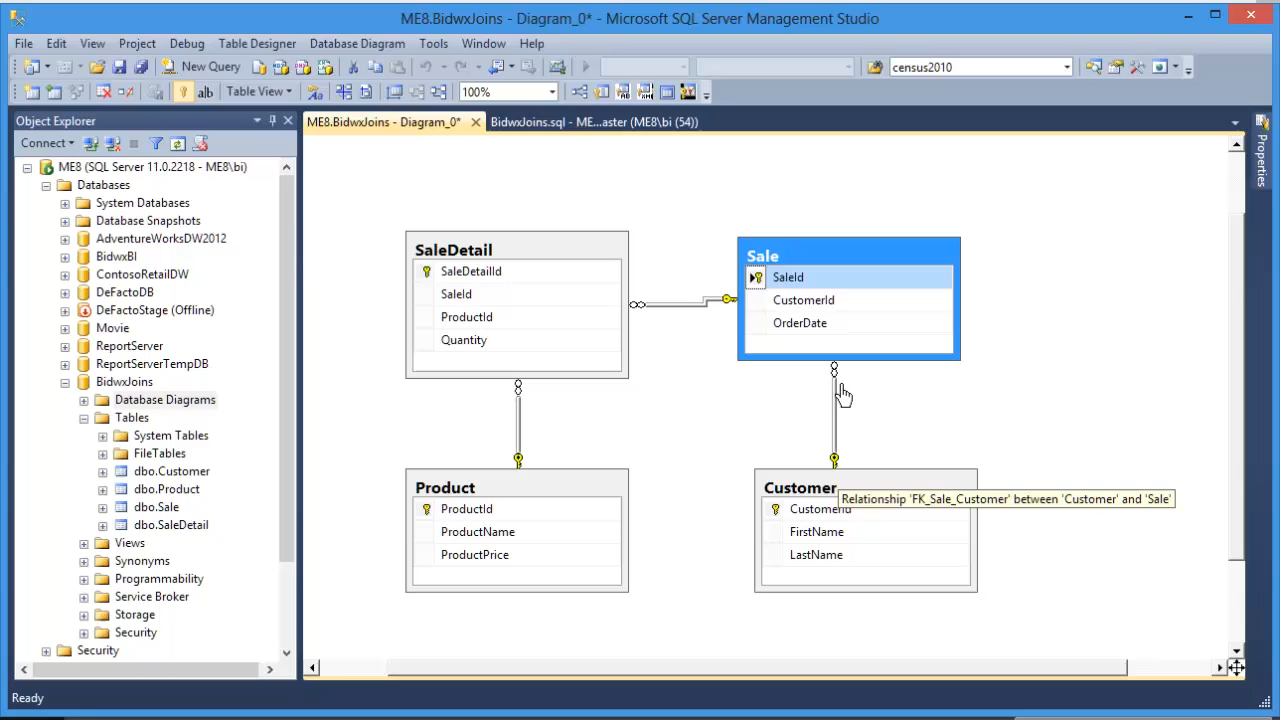 ME8.BidwxJoins - Diagram_0* - Microsoft SQL Server Management Studio
File Edit View Project Debug Table Designer Database Diagram Tools Window Help
New Query
census2010
Table View
100%
Object Explorer
Connect
ME8 (SQL Server 11.0.2218 - ME8\bi)
Databases
System Databases
Database Snapshots
AdventureWorksDW2012
BidwxBI
ContosoRetailDW
DeFactoDB
DeFactoStage (Offline)
Movie
ReportServer
ReportServerTempDB
BidwxJoins
Database Diagrams
Tables
System Tables
FileTables
dbo.Customer
dbo.Product
dbo.Sale
dbo.SaleDetail
Views
Synonyms
Programmability
Service Broker
Storage
Security
Security
ME8.BidwxJoins - Diagram_0*
BidwxJoins.sql - ME...aster (ME8\bi (54))
SaleDetail
SaleDetailId
SaleId
ProductId
Quantity
Sale
SaleId
CustomerId
OrderDate
Product
ProductId
ProductName
ProductPrice
Customer
CustomerId
FirstName
LastName
Relationship 'FK_Sale_Customer' between 'Customer' and 'Sale'
Properties
Ready